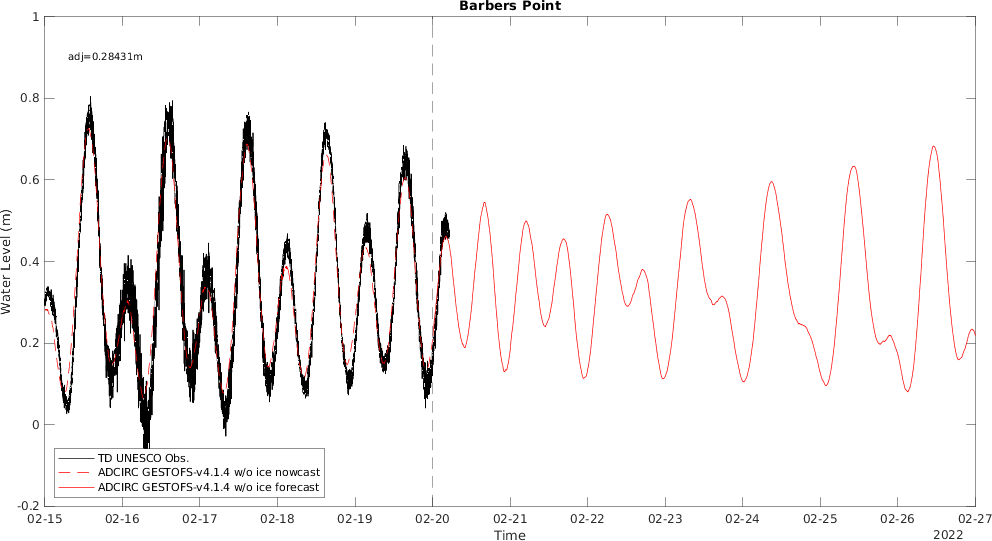 Barbers Point
adj=0.28431m
Water Level (m)
1
0.8
0.6
0.4
0.2
0
-0.2
TD UNESCO Obs.
ADCIRC GESTOFS-v4.1.4 w/o ice nowcast
ADCIRC GESTOFS-v4.1.4 w/o ice forecast
02-15 02-16 02-17 02-18 02-19 02-20 02-21 02-22 02-23 02-24 02-25 02-26 02-27
Time
2022